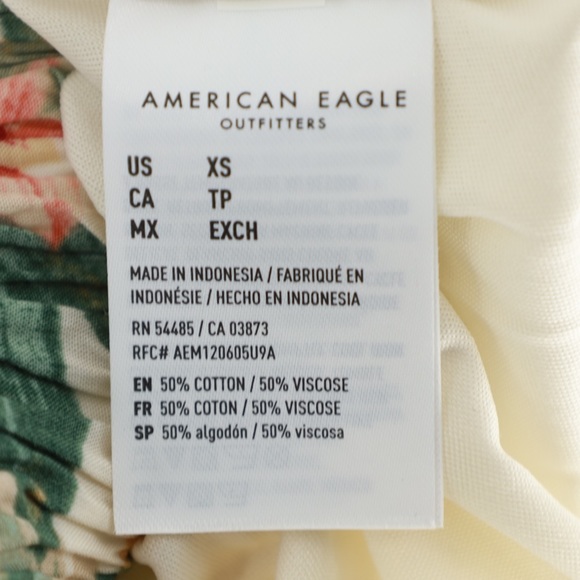 AMERICAN EAGLE
OUTFITTERS
US XS
CA TP
MX EXCH
MADE IN INDONESIA / FABRIQUÉ EN
INDONÉSIE / HECHO EN INDONESIA
RN 54485 / CA 03873
RFC# AEM120605U9A
EN 50% COTTON / 50% VISCOSE
FR 50% COTON / 50% VISCOSE
SP 50% algodón / 50% viscosa